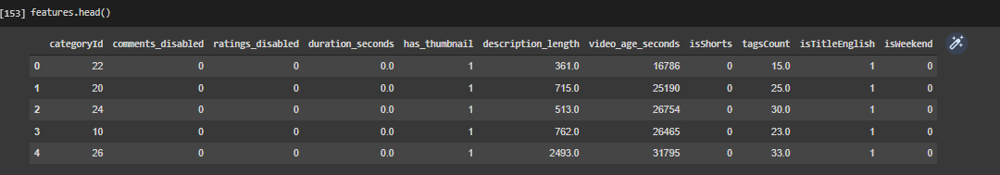 [153] features.head()
categoryId comments_disabled ratings_disabled duration_seconds has_thumbnail description_length video_age_seconds isShorts tagsCount isTitleEnglish isWeekend
0 22 0 0 0.0 1 361.0 16786 0 15.0 1 0
1 20 0 0 0.0 1 715.0 25190 0 25.0 1 0
2 24 0 0 0.0 1 513.0 26754 0 30.0 1 0
3 10 0 0 0.0 1 762.0 26465 0 23.0 1 0
4 26 0 0 0.0 1 2493.0 31795 0 33.0 1 0